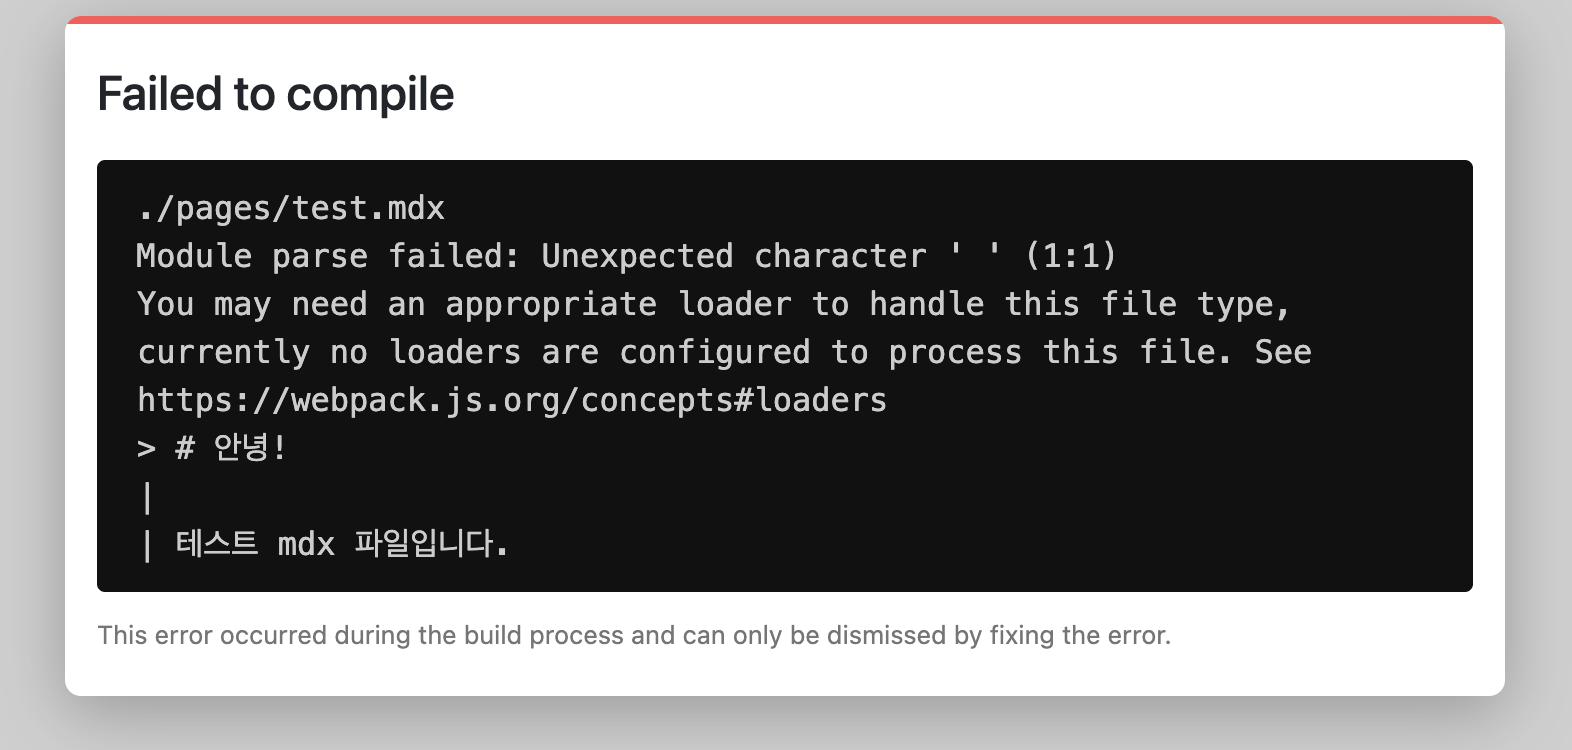 Failed to compile
./pages/test.mdx
Module parse failed: Unexpected character ' ' (1:1)
You may need an appropriate loader to handle this file type,
currently no loaders are configured to process this file. See
https://webpack.js.org/concepts#loaders
> # 안녕!
|
| 테스트 mdx 파일입니다.
This error occurred during the build process and can only be dismissed by fixing the error.